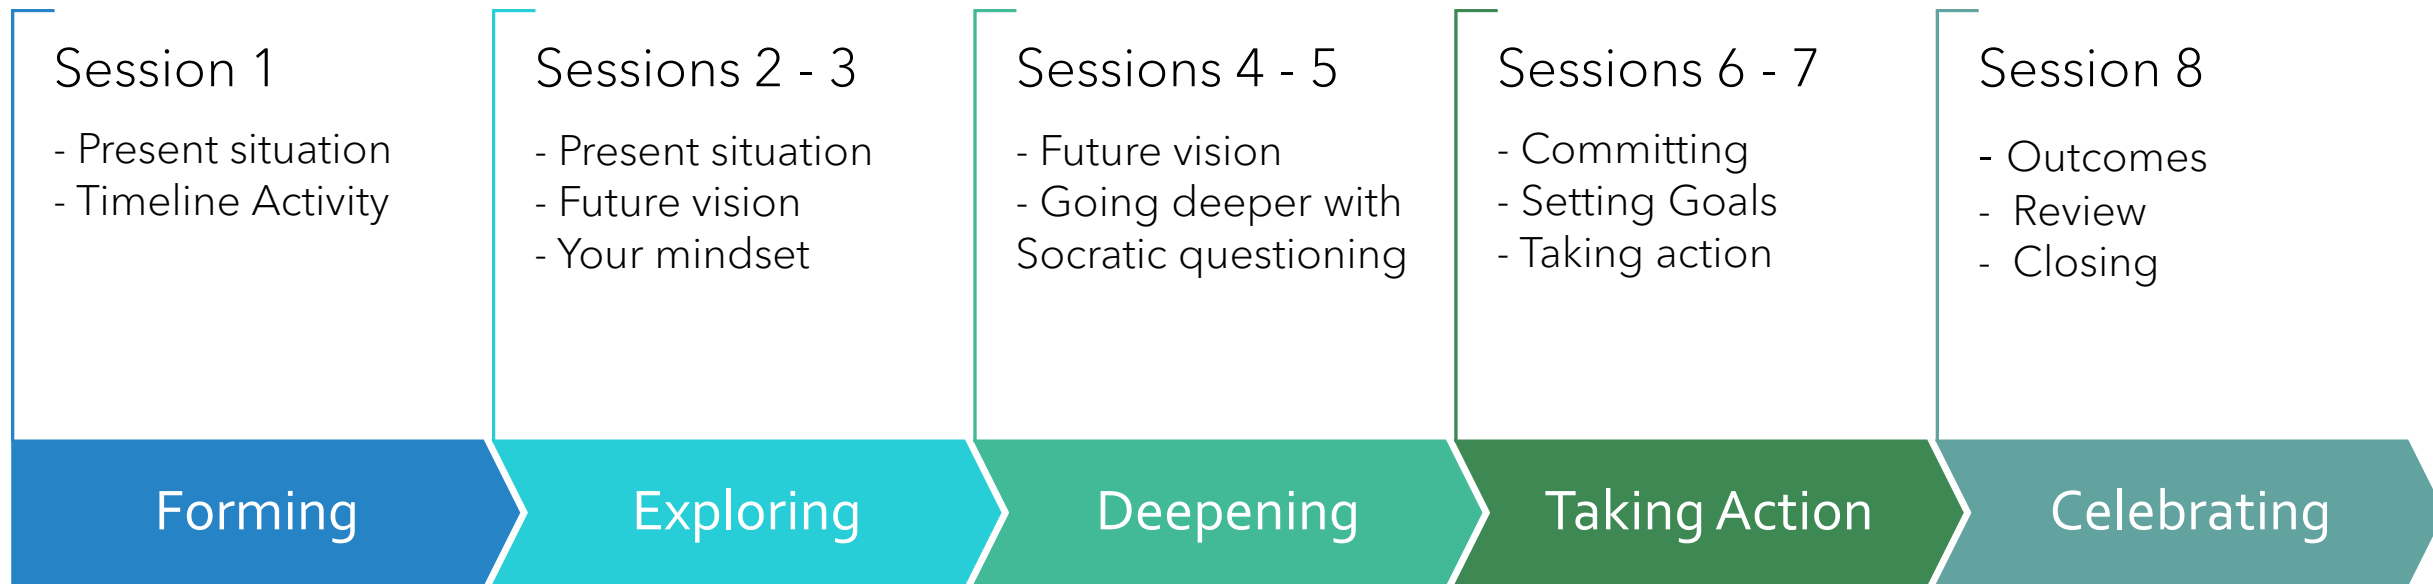 Session 1
- Present situation
- Timeline Activity
Sessions 2 - 3
- Present situation
- Future vision
- Your mindset
Sessions 4 - 5
- Future vision
- Going deeper with
Socratic questioning
Sessions 6 - 7
- Committing
- Setting Goals
- Taking action
Session 8
- Outcomes
- Review
- Closing
Forming
Exploring
Deepening
Taking Action
Celebrating